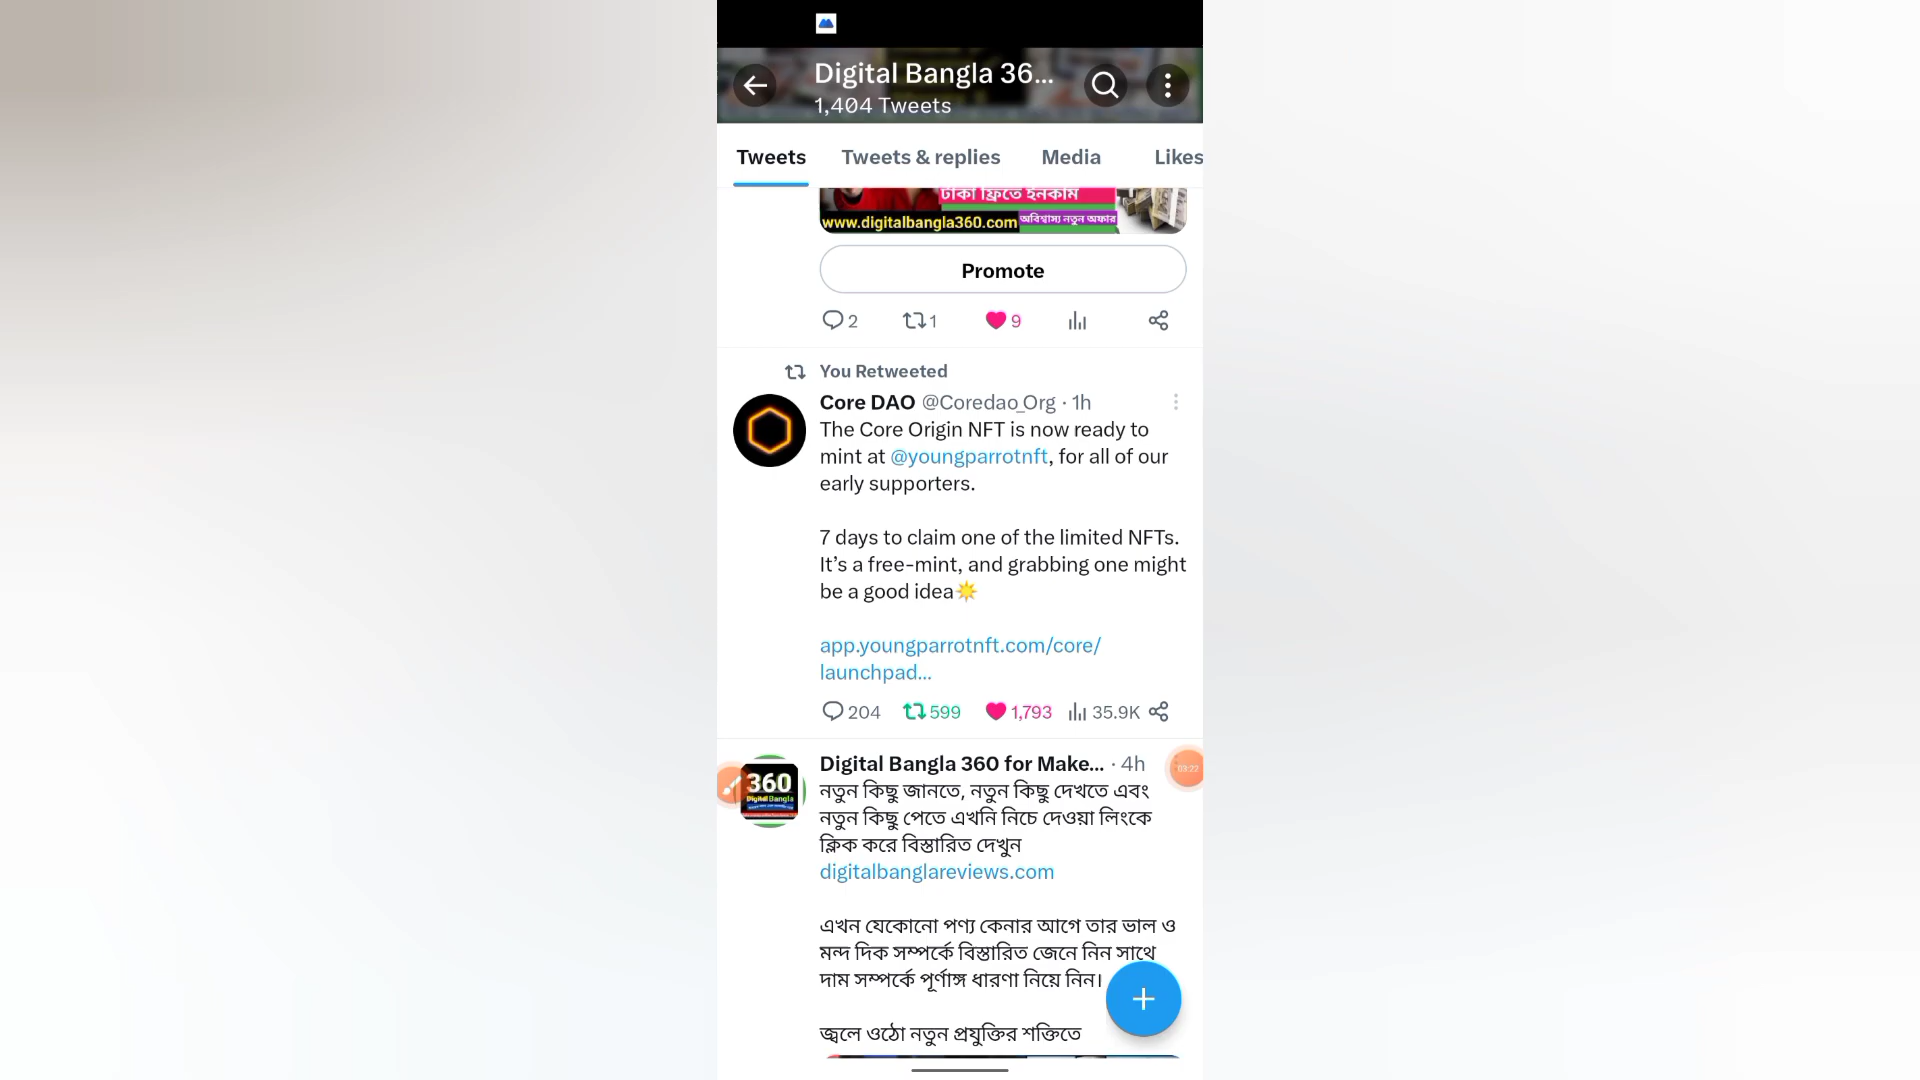 Digital Bangla 36...
1,404 Tweets
Tweets Tweets & replies Media Likes
টাকা ফ্রিতে ইনকাম
www.digitalbangla360.com অবিশ্বাস্য নতুন অফার
Promote
2 1 9
You Retweeted
Core DAO @Coredao_Org · 1h
The Core Origin NFT is now ready to
mint at @youngparrotnft, for all of our
early supporters.
7 days to claim one of the limited NFTs.
It's a free-mint, and grabbing one might
be a good idea☀️
app.youngparrotnft.com/core/
launchpad...
204 599 1,793 35.9K
Digital Bangla 360 for Make... · 4h
03:22
360
Digital Bangla
নতুন কিছু জানতে, নতুন কিছু দেখতে এবং
নতুন কিছু পেতে এখনি নিচে দেওয়া লিংকে
ক্লিক করে বিস্তারিত দেখুন
digitalbanglareviews.com
এখন যেকোনো পণ্য কেনার আগে তার ভাল ও
মন্দ দিক সম্পর্কে বিস্তারিত জেনে নিন সাথে
দাম সম্পর্কে পূর্ণাঙ্গ ধারণা নিয়ে নিন।
জ্বলে ওঠো নতুন প্রযুক্তির শক্তিতে